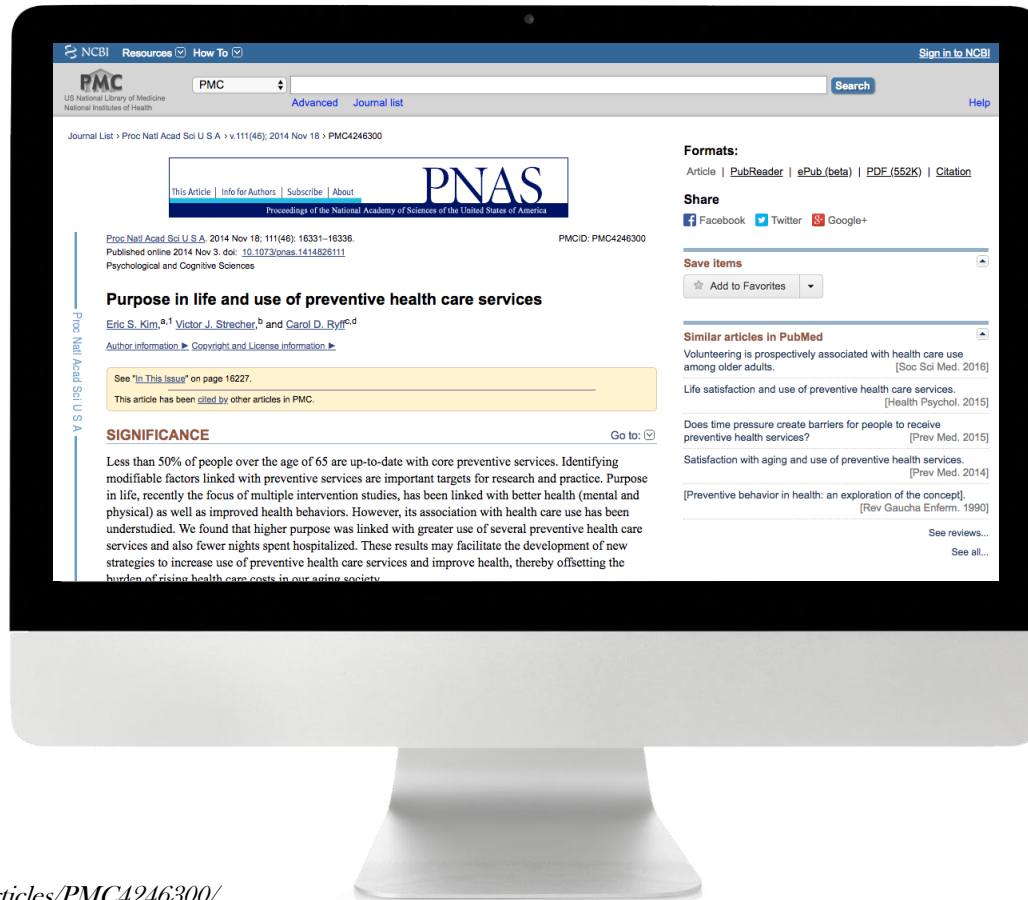 NCBI Resources How To Sign in to NCBI
PMC
US National Library of Medicine
National Institutes of Health
PMC
Search
Advanced Journal list
Help
Journal List > Proc Natl Acad Sci U S A > v.111(46); 2014 Nov 18 > PMC4246300
This Article | Info for Authors | Subscribe | About
PNAS
Proceedings of the National Academy of Sciences of the United States of America
Proc Natl Acad Sci U S A. 2014 Nov 18; 111(46): 16331–16336. PMCID: PMC4246300
Published online 2014 Nov 3. doi: 10.1073/pnas.1414826111
Psychological and Cognitive Sciences
Purpose in life and use of preventive health care services
Eric S. Kim,a,1 Victor J. Strecher,b and Carol D. Ryffc,d
Author information ► Copyright and License information ►
See "In This Issue" on page 16227.
This article has been cited by other articles in PMC.
SIGNIFICANCE Go to:
Less than 50% of people over the age of 65 are up-to-date with core preventive services. Identifying
modifiable factors linked with preventive services are important targets for research and practice. Purpose
in life, recently the focus of multiple intervention studies, has been linked with better health (mental and
physical) as well as improved health behaviors. However, its association with health care use has been
understudied. We found that higher purpose was linked with greater use of several preventive health care
services and also fewer nights spent hospitalized. These results may facilitate the development of new
strategies to increase use of preventive health care services and improve health, thereby offsetting the
burden of rising health care costs in our aging society.
Proc Natl Acad Sci U S A
Formats:
Article | PubReader | ePub (beta) | PDF (552K) | Citation
Share
Facebook Twitter Google+
Save items
Add to Favorites
Similar articles in PubMed
Volunteering is prospectively associated with health care use
among older adults. [Soc Sci Med. 2016]
Life satisfaction and use of preventive health care services.
[Health Psychol. 2015]
Does time pressure create barriers for people to receive
preventive health services? [Prev Med. 2015]
Satisfaction with aging and use of preventive health services.
[Prev Med. 2014]
[Preventive behavior in health: an exploration of the concept].
[Rev Gaucha Enferm. 1990]
See reviews...
See all...
rticles/PMC4246300/